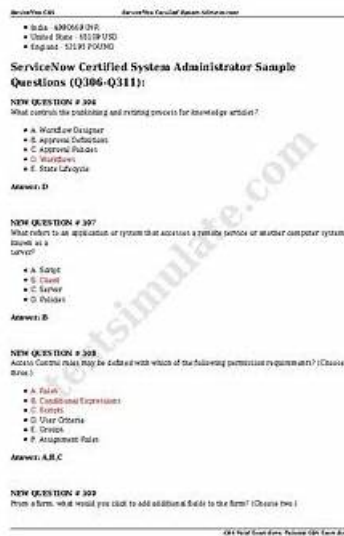 ServiceNow CSA
ServiceNow Certified System Administrator
India - 4990669 INR
United State - 65109 USD
England - 52195 POUND
ServiceNow Certified System Administrator Sample
Questions (Q306-Q311):
NEW QUESTION # 306
What controls the publishing and retiring process for knowledge articles?
A. Workflow Designer
B. Approval Definitions
C. Approval Policies
D. Workflows
E. State Lifecycle
Answer: D
NEW QUESTION # 307
What refers to an application or system that accesses a remote service or another computer system
known as a
server?
A. Script
B. Client
C. Server
D. Policies
Answer: B
NEW QUESTION # 308
Access Control rules may be defined with which of the following permission requirements? (Choose
three.)
A. Roles
B. Conditional Expressions
C. Scripts
D. User Criteria
E. Groups
F. Assignment Rules
Answer: A,B,C
NEW QUESTION # 309
From a form, what would you click to add additional fields to the form? (Choose two.)
testsimulate.com